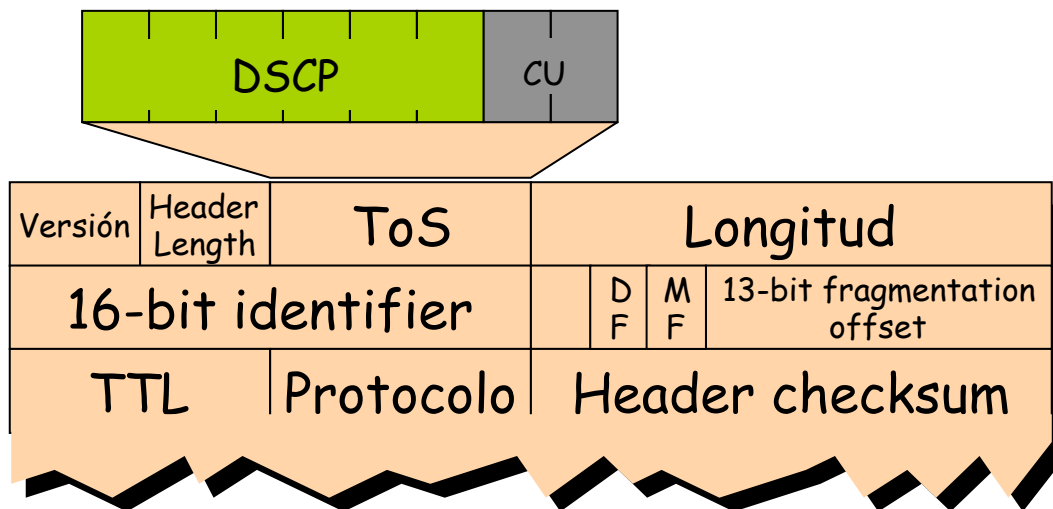 DSCP CU
Versión Header Length ToS Longitud
16-bit identifier D F M F 13-bit fragmentation offset
TTL Protocolo Header checksum